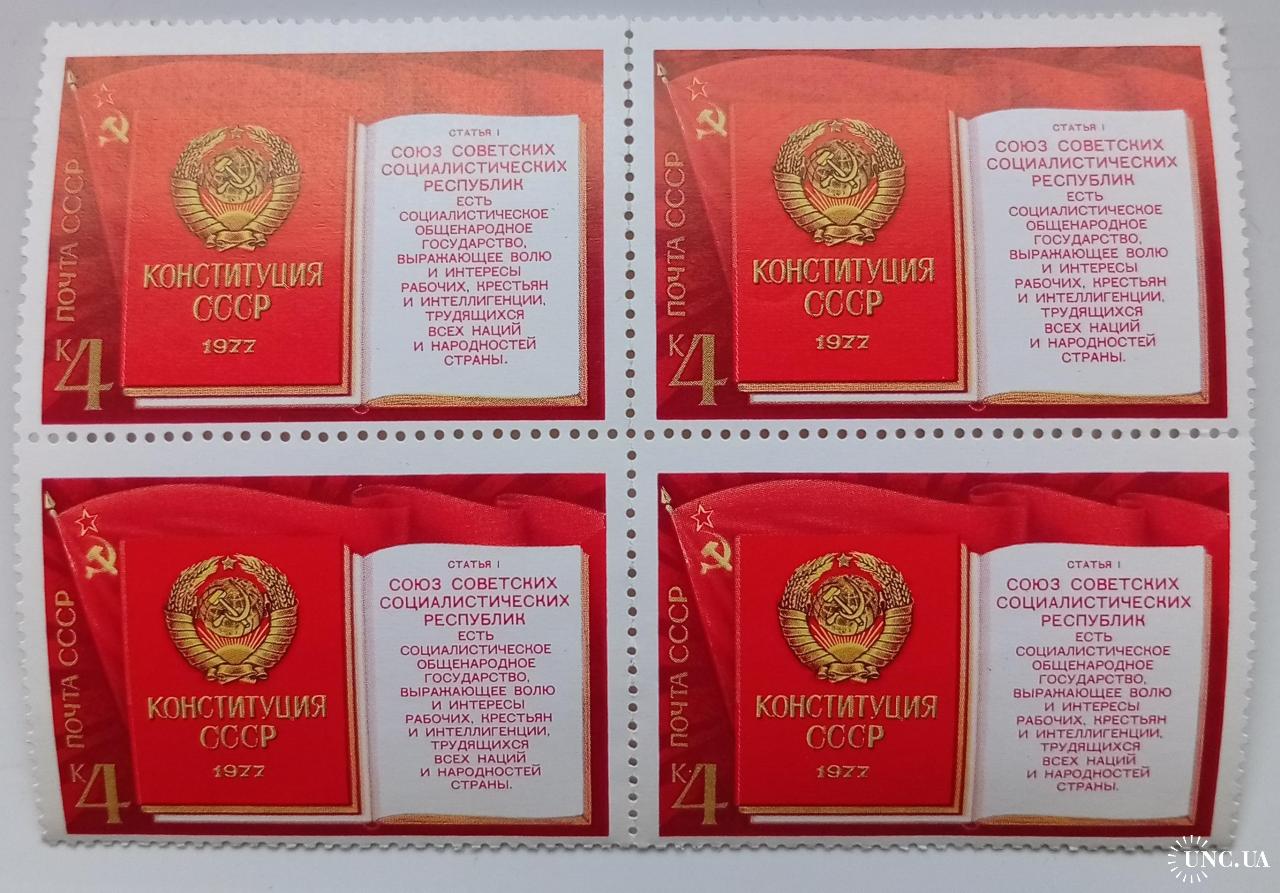 ПОЧТА СССР
К4
КОНСТИТУЦИЯ
СССР
1977
СТАТЬЯ I
СОЮЗ СОВЕТСКИХ
СОЦИАЛИСТИЧЕСКИХ
РЕСПУБЛИК
ЕСТЬ
СОЦИАЛИСТИЧЕСКОЕ
ОБЩЕНАРОДНОЕ
ГОСУДАРСТВО,
ВЫРАЖАЮЩЕЕ ВОЛЮ
И ИНТЕРЕСЫ
РАБОЧИХ, КРЕСТЬЯН
И ИНТЕЛЛИГЕНЦИИ,
ТРУДЯЩИХСЯ
ВСЕХ НАЦИЙ
И НАРОДНОСТЕЙ
СТРАНЫ.
ПОЧТА СССР
К4
КОНСТИТУЦИЯ
СССР
1977
СТАТЬЯ I
СОЮЗ СОВЕТСКИХ
СОЦИАЛИСТИЧЕСКИХ
РЕСПУБЛИК
ЕСТЬ
СОЦИАЛИСТИЧЕСКОЕ
ОБЩЕНАРОДНОЕ
ГОСУДАРСТВО,
ВЫРАЖАЮЩЕЕ ВОЛЮ
И ИНТЕРЕСЫ
РАБОЧИХ, КРЕСТЬЯН
И ИНТЕЛЛИГЕНЦИИ,
ТРУДЯЩИХСЯ
ВСЕХ НАЦИЙ
И НАРОДНОСТЕЙ
СТРАНЫ.
ПОЧТА СССР
К4
КОНСТИТУЦИЯ
СССР
1977
СТАТЬЯ I
СОЮЗ СОВЕТСКИХ
СОЦИАЛИСТИЧЕСКИХ
РЕСПУБЛИК
ЕСТЬ
СОЦИАЛИСТИЧЕСКОЕ
ОБЩЕНАРОДНОЕ
ГОСУДАРСТВО,
ВЫРАЖАЮЩЕЕ ВОЛЮ
И ИНТЕРЕСЫ
РАБОЧИХ, КРЕСТЬЯН
И ИНТЕЛЛИГЕНЦИИ,
ТРУДЯЩИХСЯ
ВСЕХ НАЦИЙ
И НАРОДНОСТЕЙ
СТРАНЫ.
ПОЧТА СССР
К4
КОНСТИТУЦИЯ
СССР
1977
СТАТЬЯ I
СОЮЗ СОВЕТСКИХ
СОЦИАЛИСТИЧЕСКИХ
РЕСПУБЛИК
ЕСТЬ
СОЦИАЛИСТИЧЕСКОЕ
ОБЩЕНАРОДНОЕ
ГОСУДАРСТВО,
ВЫРАЖАЮЩЕЕ ВОЛЮ
И ИНТЕРЕСЫ
РАБОЧИХ, КРЕСТЬЯН
И ИНТЕЛЛИГЕНЦИИ,
ТРУДЯЩИХСЯ
ВСЕХ НАЦИЙ
И НАРОДНОСТЕЙ
СТРАНЫ.
UNC.UA